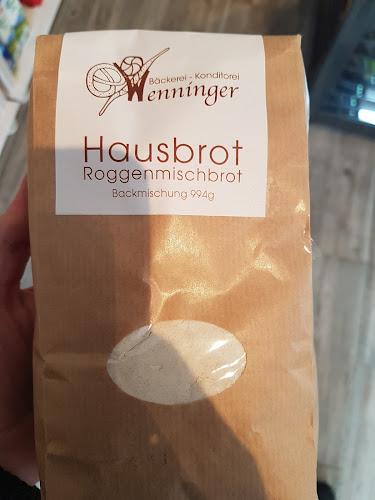 Bäckerei - Konditorei
Wenninger
Hausbrot
Roggenmischbrot
Backmischung 994g